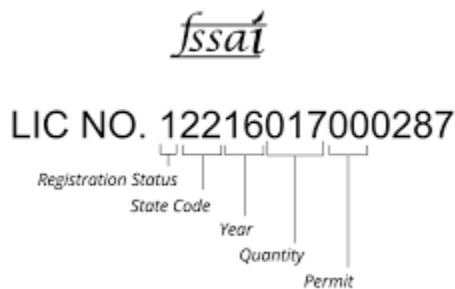 fssai
LIC NO. 12216017000287
Registration Status
State Code
Year
Quantity
Permit